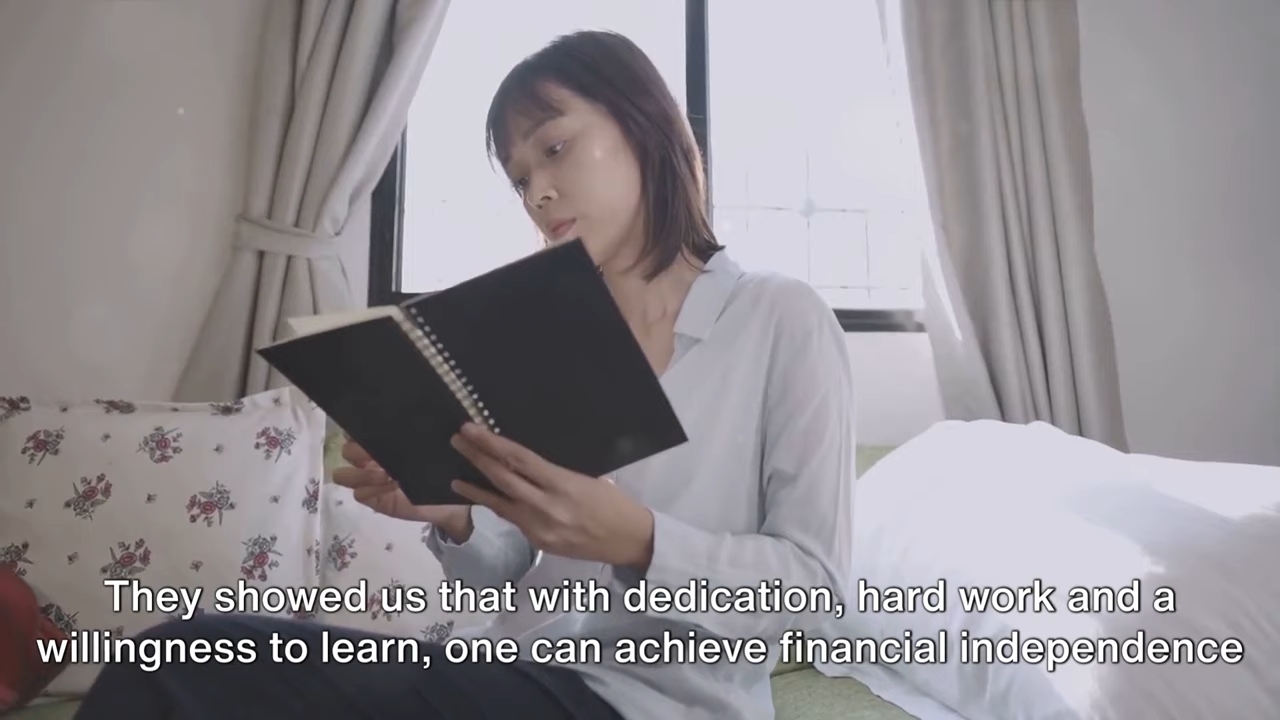 They showed us that with dedication, hard work and a
willingness to learn, one can achieve financial independence